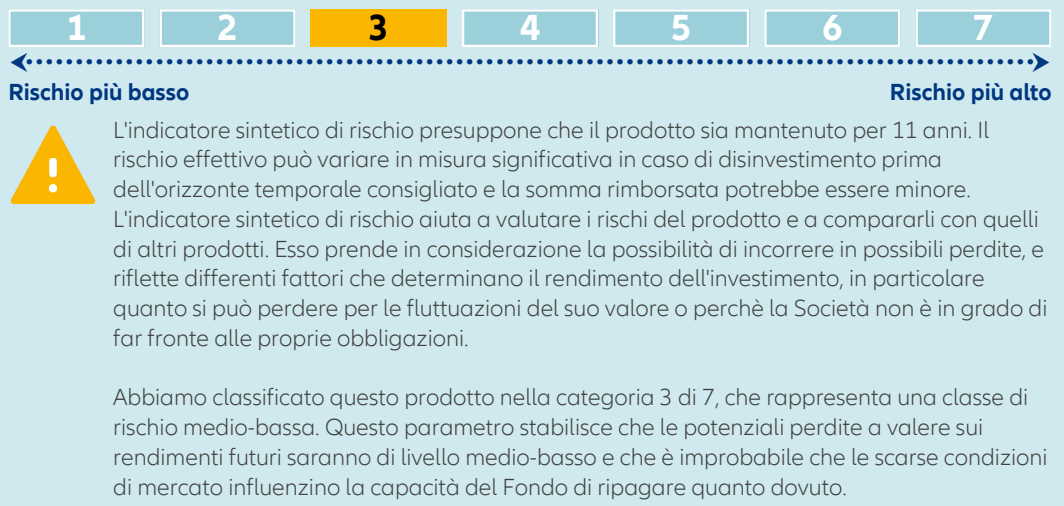 1 2 3 4 5 6 7
Rischio più basso Rischio più alto
L'indicatore sintetico di rischio presuppone che il prodotto sia mantenuto per 11 anni. Il
rischio effettivo può variare in misura significativa in caso di disinvestimento prima
dell'orizzonte temporale consigliato e la somma rimborsata potrebbe essere minore.
L'indicatore sintetico di rischio aiuta a valutare i rischi del prodotto e a compararli con quelli
di altri prodotti. Esso prende in considerazione la possibilità di incorrere in possibili perdite, e
riflette differenti fattori che determinano il rendimento dell'investimento, in particolare
quanto si può perdere per le fluttuazioni del suo valore o perchè la Società non è in grado di
far fronte alle proprie obbligazioni.
Abbiamo classificato questo prodotto nella categoria 3 di 7, che rappresenta una classe di
rischio medio-bassa. Questo parametro stabilisce che le potenziali perdite a valere sui
rendimenti futuri saranno di livello medio-basso e che è improbabile che le scarse condizioni
di mercato influenzino la capacità del Fondo di ripagare quanto dovuto.